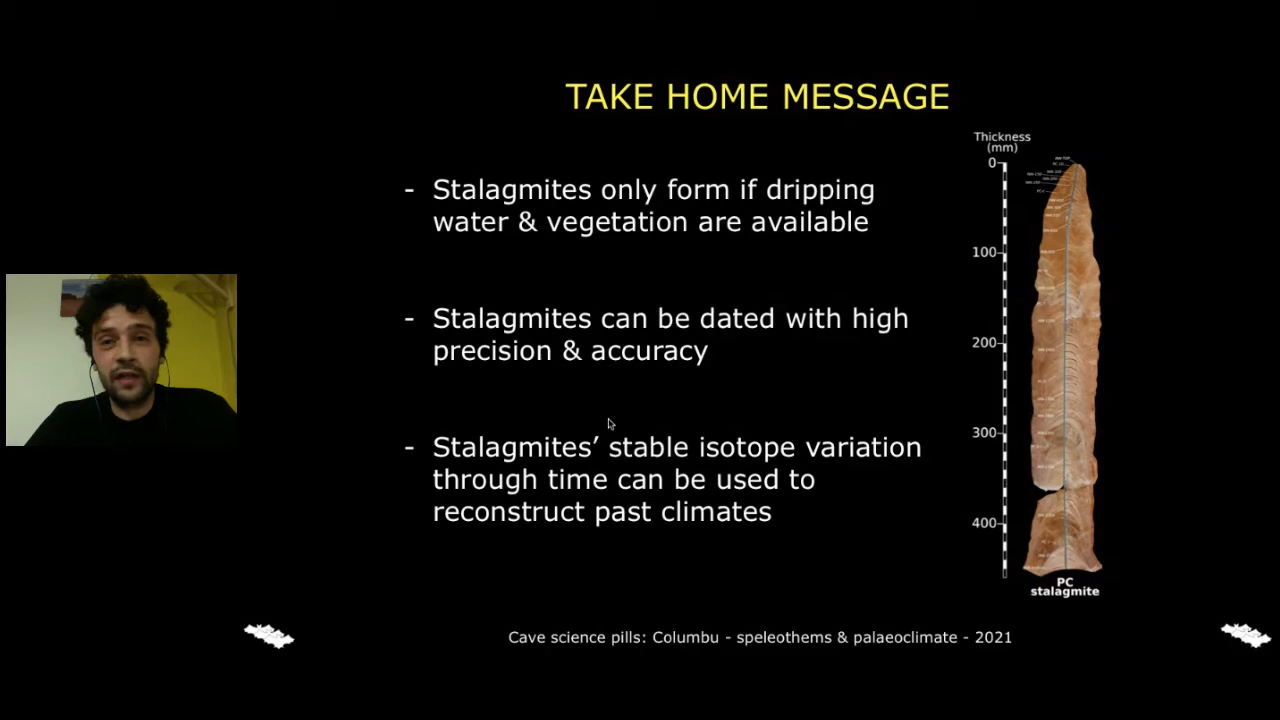 TAKE HOME MESSAGE
- Stalagmites only form if dripping
water & vegetation are available
- Stalagmites can be dated with high
precision & accuracy
- Stalagmites’ stable isotope variation
through time can be used to
reconstruct past climates
Thickness
(mm)
0
100
200
300
400
PC
stalagmite
Cave science pills: Columbu - speleothems & palaeoclimate - 2021